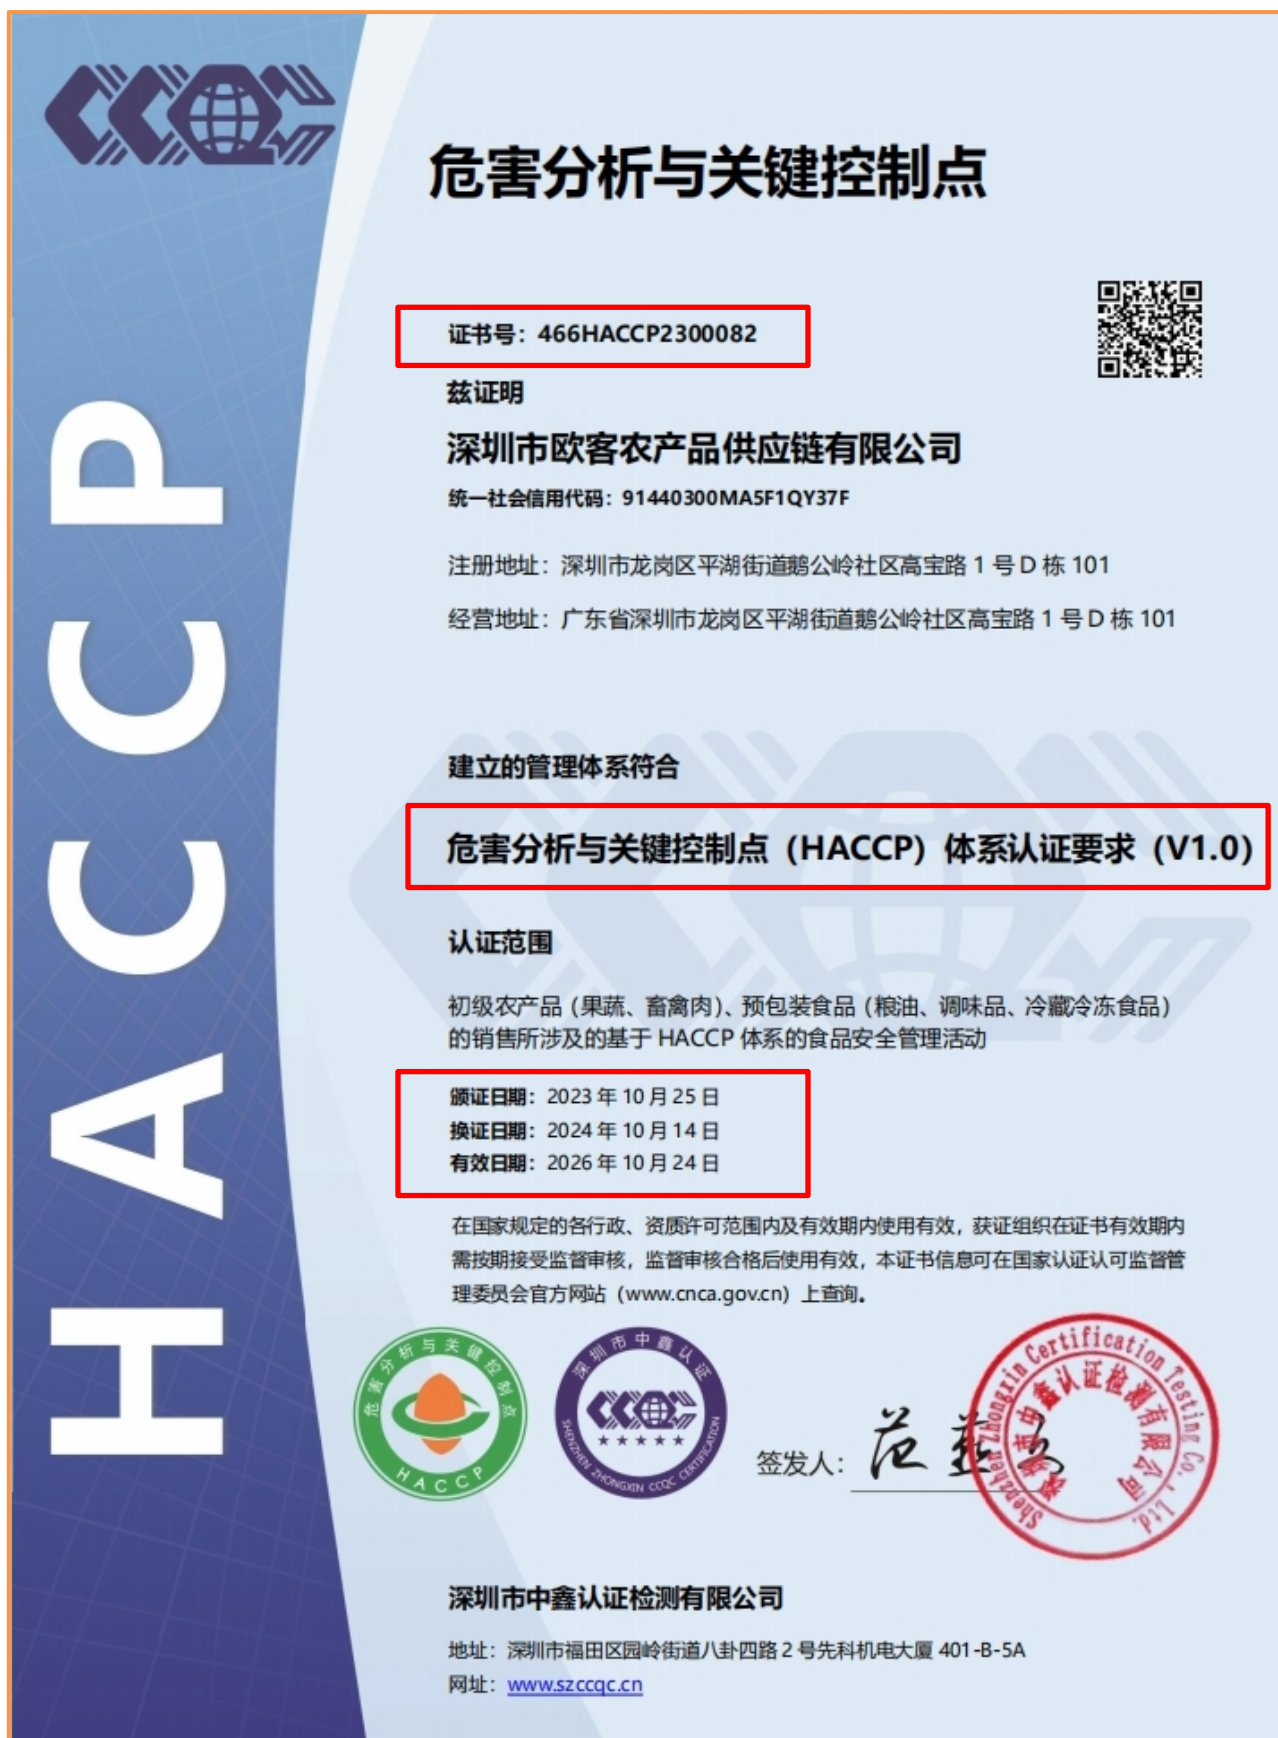 CCQC
危害分析与关键控制点
证书号：466HACCP2300082
兹证明
深圳市欧客农产品供应链有限公司
统一社会信用代码：91440300MA5F1QY37F
注册地址：深圳市龙岗区平湖街道鹅公岭社区高宝路 1 号 D 栋 101
经营地址：广东省深圳市龙岗区平湖街道鹅公岭社区高宝路 1 号 D 栋 101
建立的管理体系符合
危害分析与关键控制点（HACCP）体系认证要求（V1.0）
认证范围
初级农产品（果蔬、畜禽肉）、预包装食品（粮油、调味品、冷藏冷冻食品）
的销售所涉及的基于 HACCP 体系的食品安全管理活动
颁证日期：2023 年 10 月 25 日
换证日期：2024 年 10 月 14 日
有效日期：2026 年 10 月 24 日
在国家规定的各行政、资质许可范围内及有效期内使用有效，获证组织在证书有效期内
需按期接受监督审核，监督审核合格后使用有效，本证书信息可在国家认证认可监督管
理委员会官方网站（www.cnca.gov.cn）上查询。
危害分析与关键控制点
HACCP
深圳市中鑫认证
SHENZHEN ZHONGXIN CCQC CERTIFICATION
签发人：
Shenzhen Zhongxin Certification Testing Co., Ltd.
深圳市中鑫认证检测有限公司
深圳市中鑫认证检测有限公司
地址：深圳市福田区园岭街道八卦四路 2 号先科机电大厦 401-B-5A
网址：www.szccqc.cn
HACCP